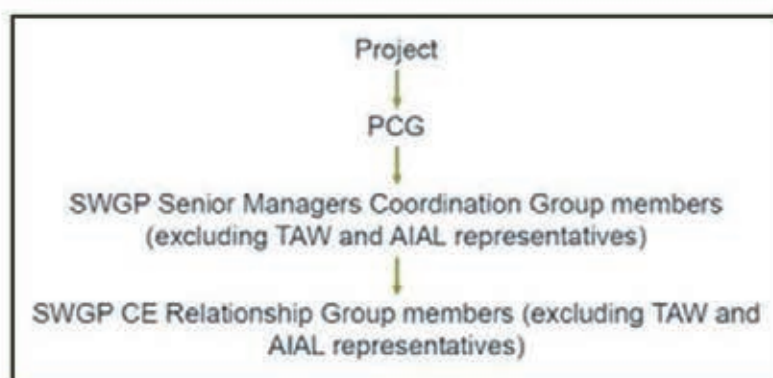 Project
PCG
SWGP Senior Managers Coordination Group members
(excluding TAW and AIAL representatives)
SWGP CE Relationship Group members (excluding TAW and
AIAL representatives)